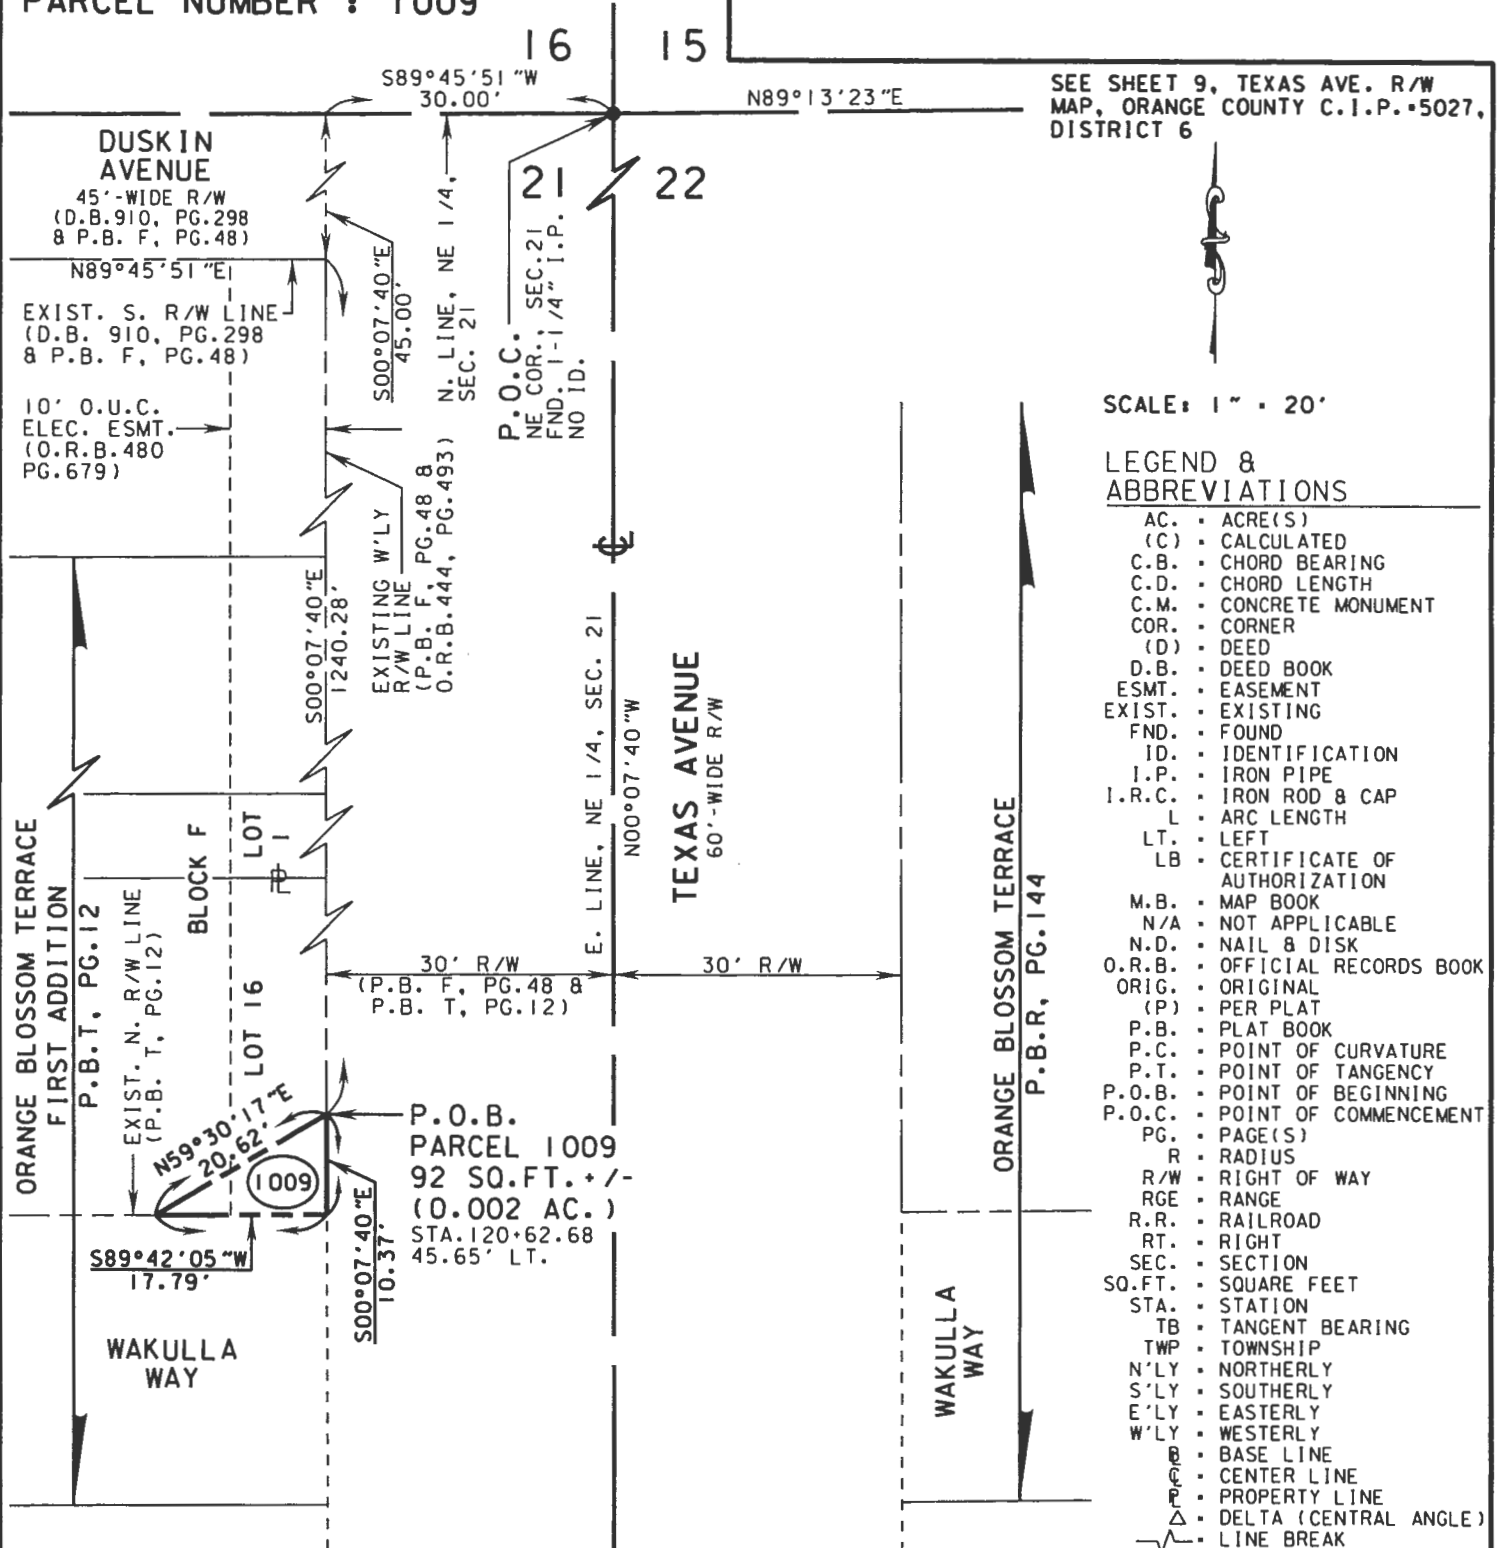 PARCEL NUMBER : 1009
16
15
S89°45'51"W
30.00'
N89°13'23"E
SEE SHEET 9, TEXAS AVE. R/W
MAP, ORANGE COUNTY C.I.P.#5027,
DISTRICT 6
DUSKIN
AVENUE
45'-WIDE R/W
(D.B.910, PG.298
& P.B. F, PG.48)
N89°45'51"E
EXIST. S. R/W LINE
(D.B. 910, PG.298
& P.B. F, PG.48)
10' O.U.C.
ELEC. ESMT.
(O.R.B.480
PG.679)
S00°07'40"E
45.00'
N. LINE, NE 1/4,
SEC. 21
21
22
P.O.C.
NE COR., SEC.21
FND. 1-1/4" I.P.
NO ID.
EXISTING W'LY
R/W LINE
(P.B. F, PG.48 &
O.R.B.444, PG.493)
S00°07'40"E
1240.28'
E. LINE, NE 1/4, SEC. 21
N00°07'40"W
TEXAS AVENUE
60'-WIDE R/W
ORANGE BLOSSOM TERRACE
FIRST ADDITION
P.B.T, PG.12
BLOCK F
LOT 1
EXIST. N. R/W LINE
(P.B. T, PG.12)
LOT 16
30' R/W
(P.B. F, PG.48 &
P.B. T, PG.12)
30' R/W
ORANGE BLOSSOM TERRACE
P.B.R, PG.144
N59°30'17"E
20.62'
1009
P.O.B.
PARCEL 1009
92 SQ.FT.+/-
(0.002 AC.)
STA.120+62.68
45.65' LT.
S00°07'40"E
10.37'
S89°42'05"W
17.79'
WAKULLA
WAY
WAKULLA
WAY
SCALE: 1" = 20'
LEGEND &
ABBREVIATIONS
AC. = ACRE(S)
(C) = CALCULATED
C.B. = CHORD BEARING
C.D. = CHORD LENGTH
C.M. = CONCRETE MONUMENT
COR. = CORNER
(D) = DEED
D.B. = DEED BOOK
ESMT. = EASEMENT
EXIST. = EXISTING
FND. = FOUND
ID. = IDENTIFICATION
I.P. = IRON PIPE
I.R.C. = IRON ROD & CAP
L = ARC LENGTH
LT. = LEFT
LB = CERTIFICATE OF
AUTHORIZATION
M.B. = MAP BOOK
N/A = NOT APPLICABLE
N.D. = NAIL & DISK
O.R.B. = OFFICIAL RECORDS BOOK
ORIG. = ORIGINAL
(P) = PER PLAT
P.B. = PLAT BOOK
P.C. = POINT OF CURVATURE
P.T. = POINT OF TANGENCY
P.O.B. = POINT OF BEGINNING
P.O.C. = POINT OF COMMENCEMENT
PG. = PAGE(S)
R = RADIUS
R/W = RIGHT OF WAY
RGE = RANGE
R.R. = RAILROAD
RT. = RIGHT
SEC. = SECTION
SQ.FT. = SQUARE FEET
STA. = STATION
TB = TANGENT BEARING
TWP = TOWNSHIP
N'LY = NORTHERLY
S'LY = SOUTHERLY
E'LY = EASTERLY
W'LY = WESTERLY
BL = BASE LINE
CL = CENTER LINE
PL = PROPERTY LINE
△ = DELTA (CENTRAL ANGLE)
= LINE BREAK